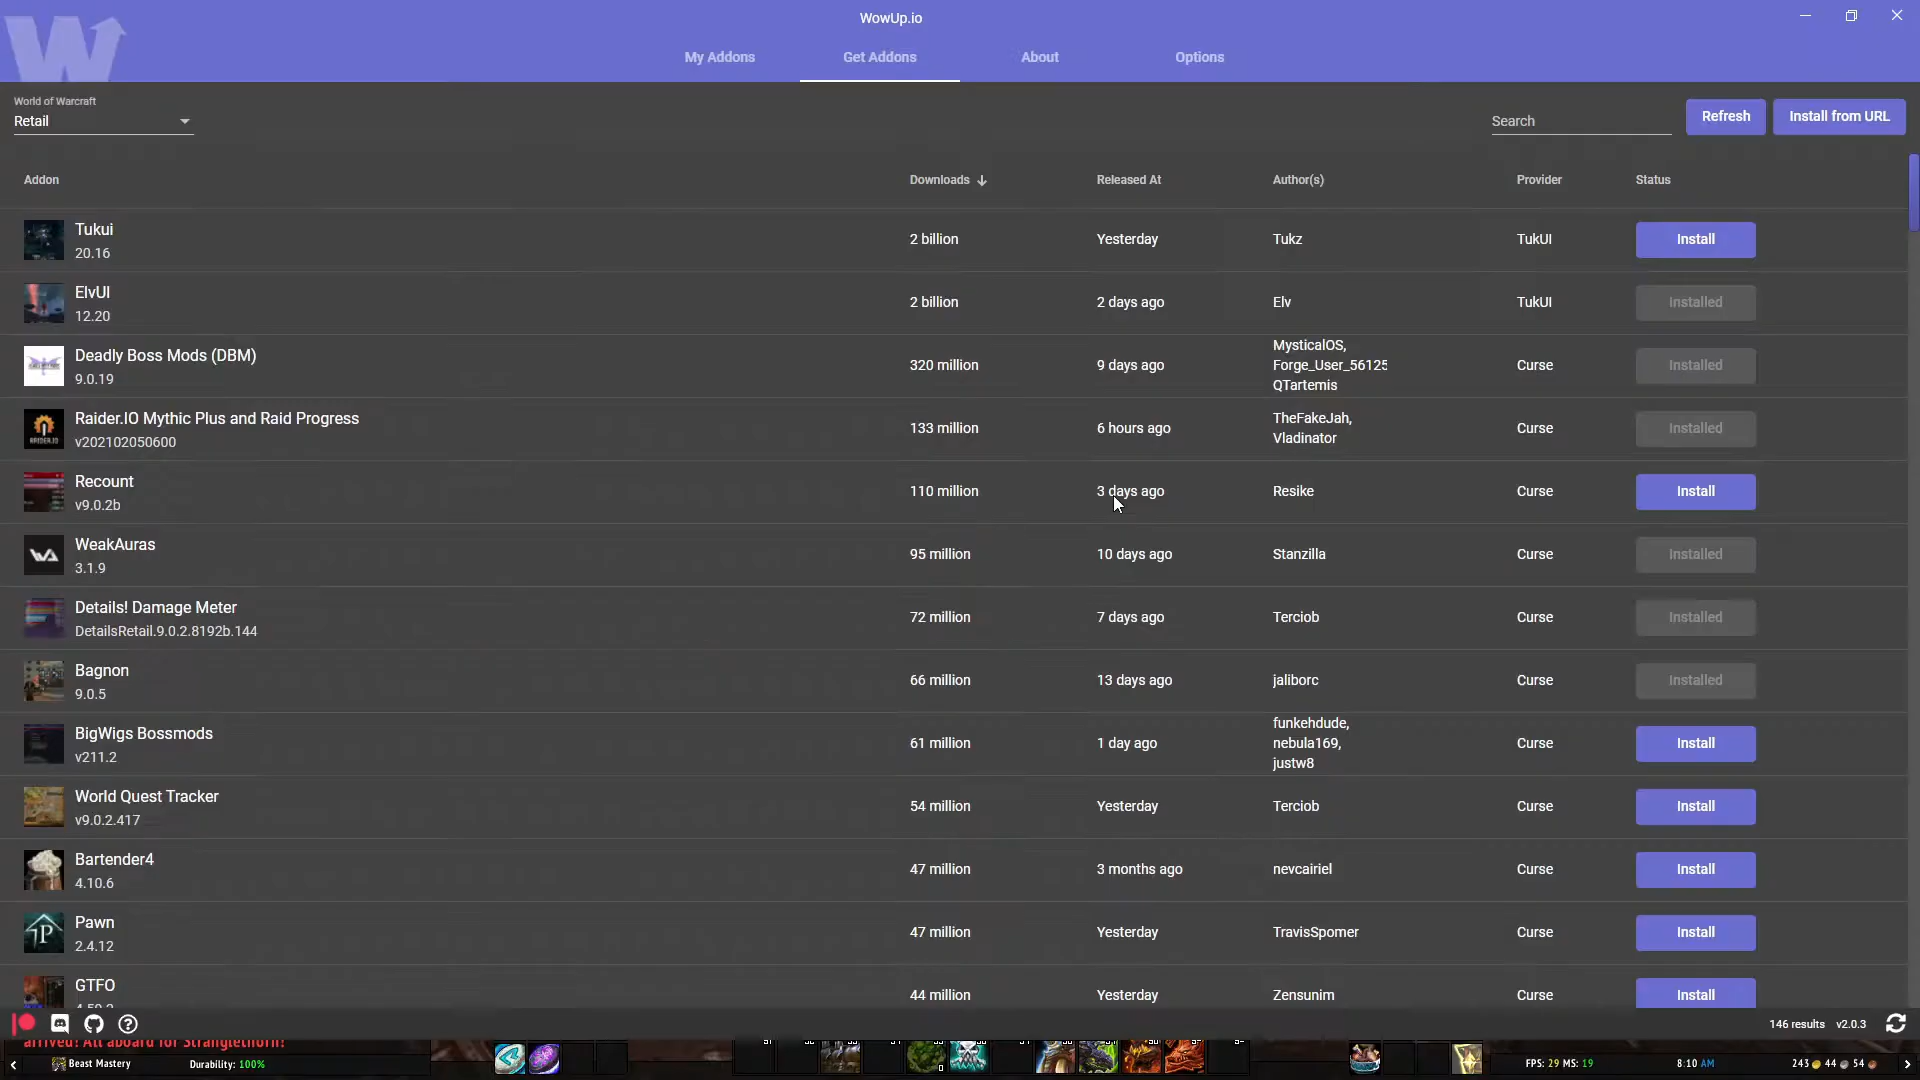 WowUp.io
My Addons Get Addons About Options
World of Warcraft
Retail
Search Refresh Install from URL
Addon Downloads Released At Author(s) Provider Status
Tukui
20.16
2 billion Yesterday Tukz TukUI Install
ElvUI
12.20
2 billion 2 days ago Elv TukUI Installed
Deadly Boss Mods (DBM)
9.0.19
320 million 9 days ago
MysticalOS,
Forge_User_56125
QTartemis
Curse Installed
Raider.IO Mythic Plus and Raid Progress
v202102050600
133 million 6 hours ago
TheFakeJah,
Vladinator
Curse Installed
Recount
v9.0.2b
110 million 3 days ago Resike Curse Install
WeakAuras
3.1.9
95 million 10 days ago Stanzilla Curse Installed
Details! Damage Meter
DetailsRetail.9.0.2.8192b.144
72 million 7 days ago Terciob Curse Installed
Bagnon
9.0.5
66 million 13 days ago jaliborc Curse Installed
BigWigs Bossmods
v211.2
61 million 1 day ago
funkehdude,
nebula169,
justw8
Curse Install
World Quest Tracker
v9.0.2.417
54 million Yesterday Terciob Curse Install
Bartender4
4.10.6
47 million 3 months ago nevcairiel Curse Install
Pawn
2.4.12
47 million Yesterday TravisSpomer Curse Install
GTFO
44 million Yesterday Zensunim Curse Install
146 results v2.0.3
arrived! All aboard for Stranglethorn!
Beast Mastery Durability: 100% FPS: 29 MS: 19 8:10 AM 243 44 54